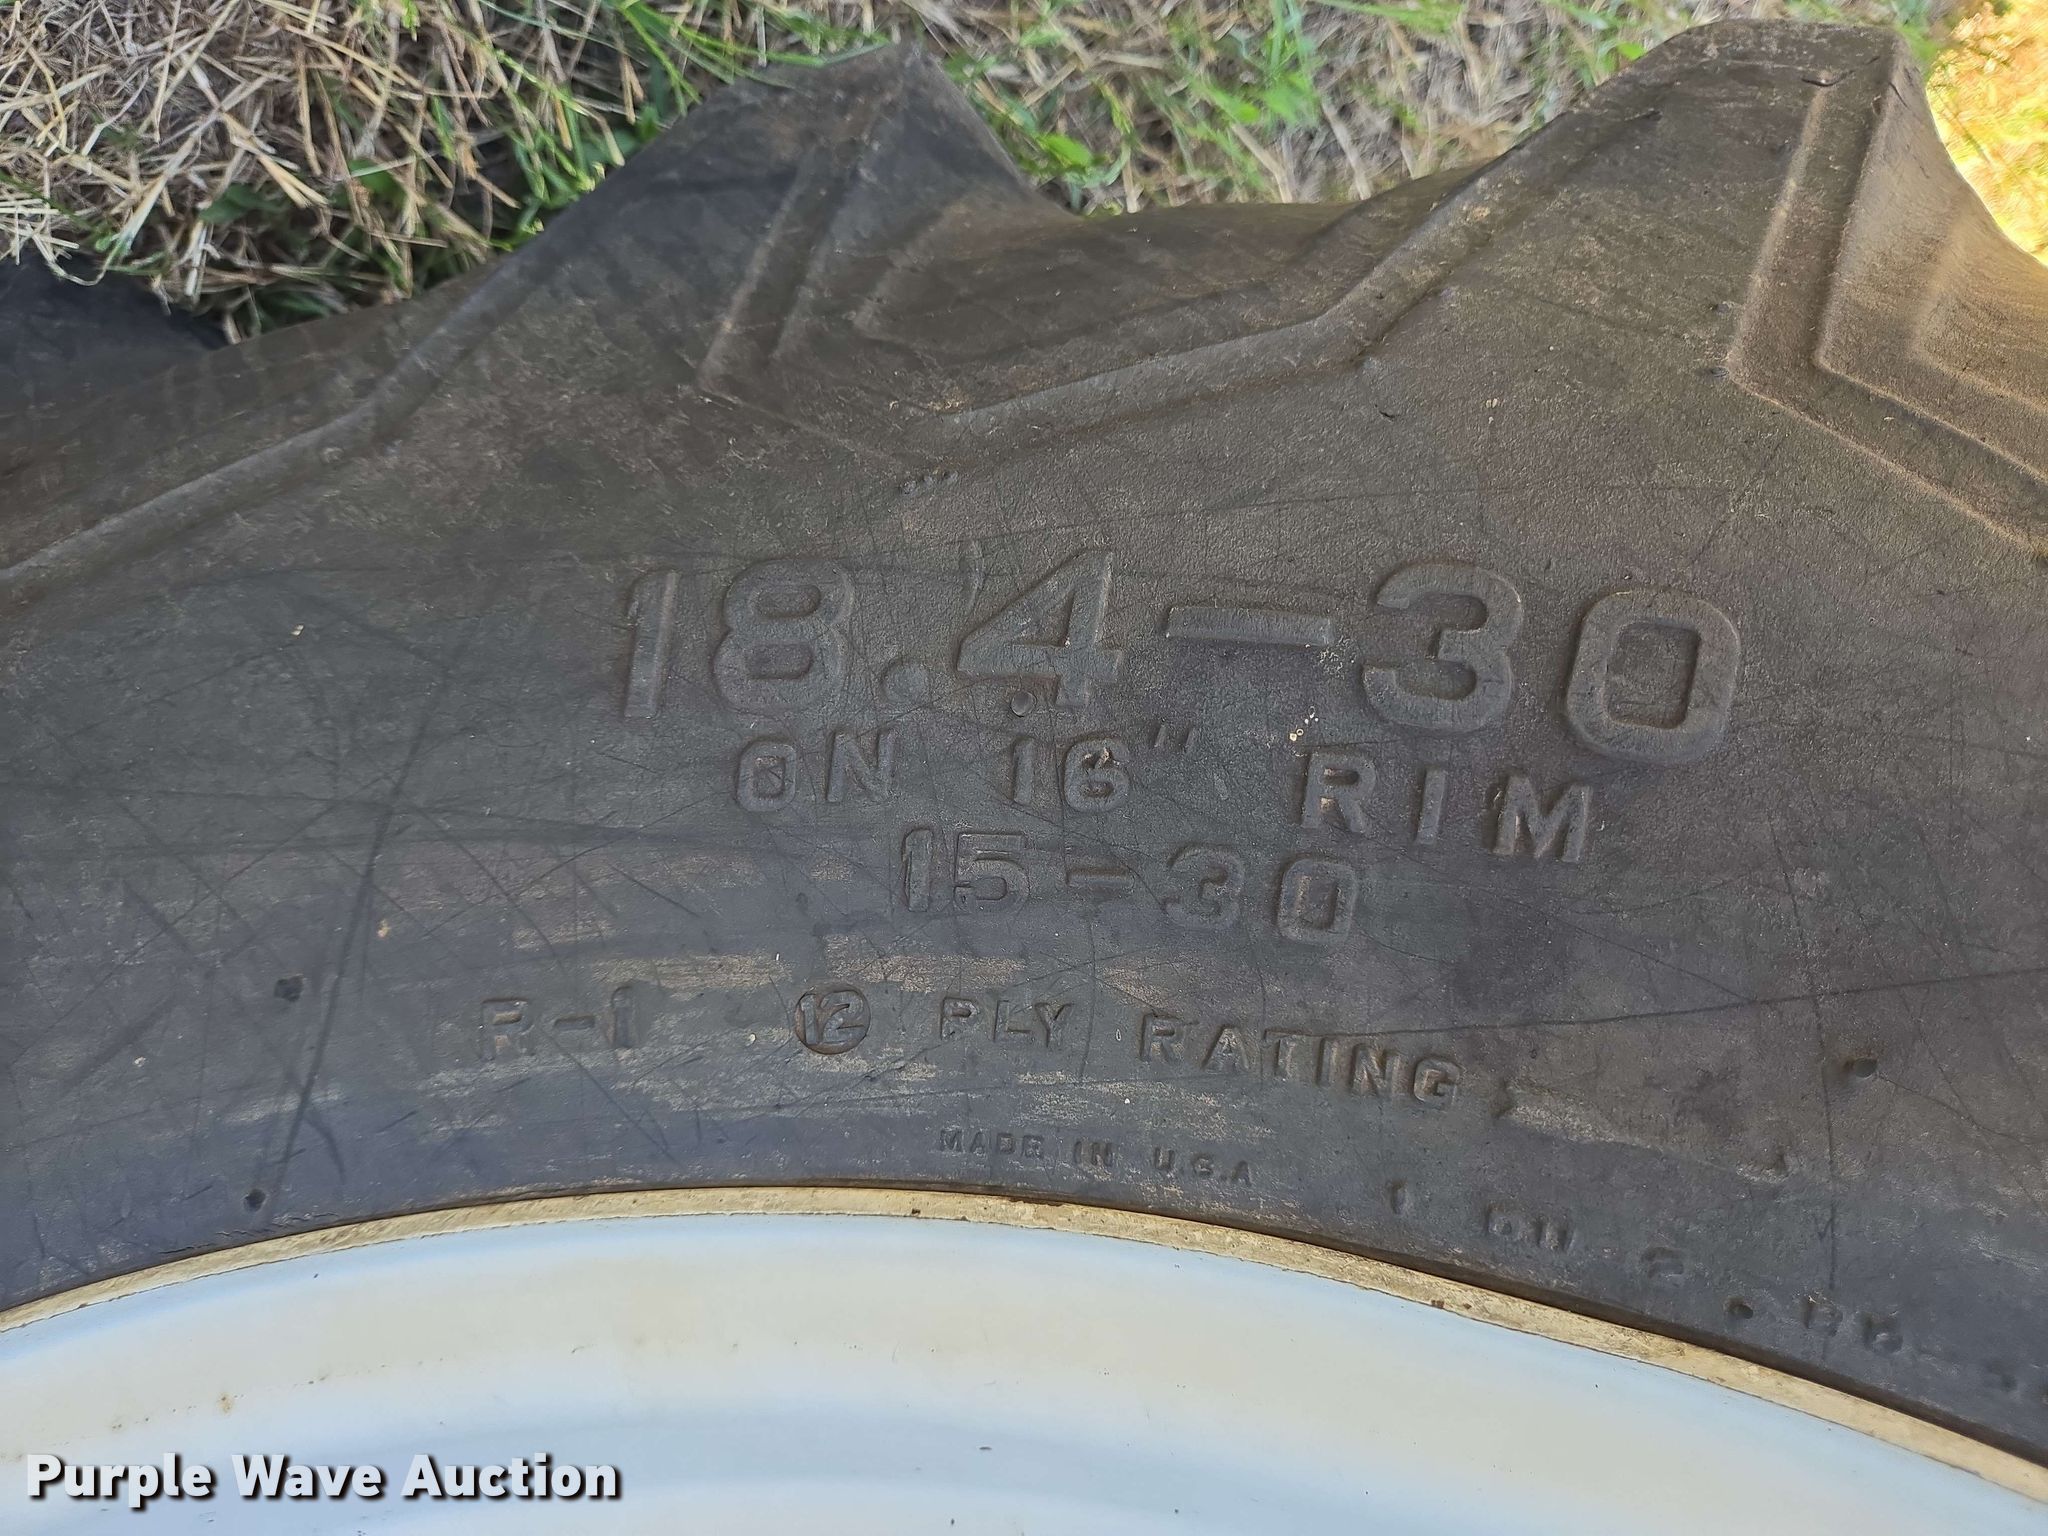 18.4-30
ON 16" RIM
15-30
R-1 12 PLY RATING
MADE IN U.S.A
Purple Wave Auction